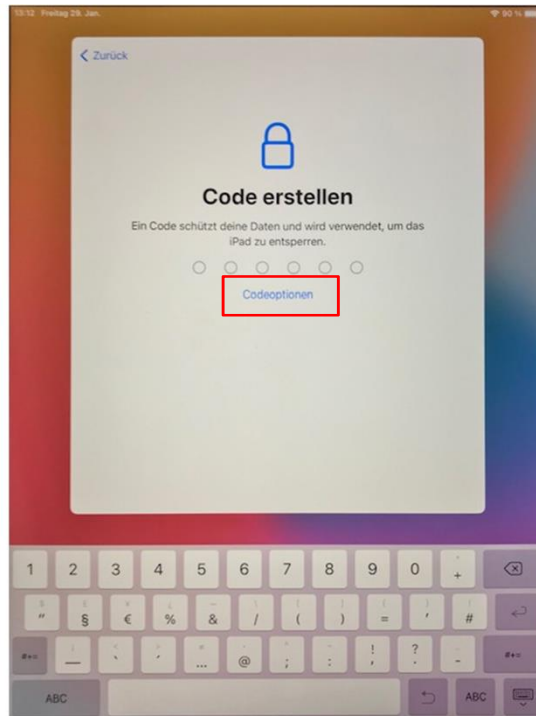 13:12 Freitag 29. Jan.
90 %
Zurück
Code erstellen
Ein Code schützt deine Daten und wird verwendet, um das
iPad zu entsperren.
Codeoptionen
1 2 3 4 5 6 7 8 9 0 +
" § € % & / ( ) = ' #
#+= _ ` ´ ... @ ; : , . - #+=
! ?
ABC ABC